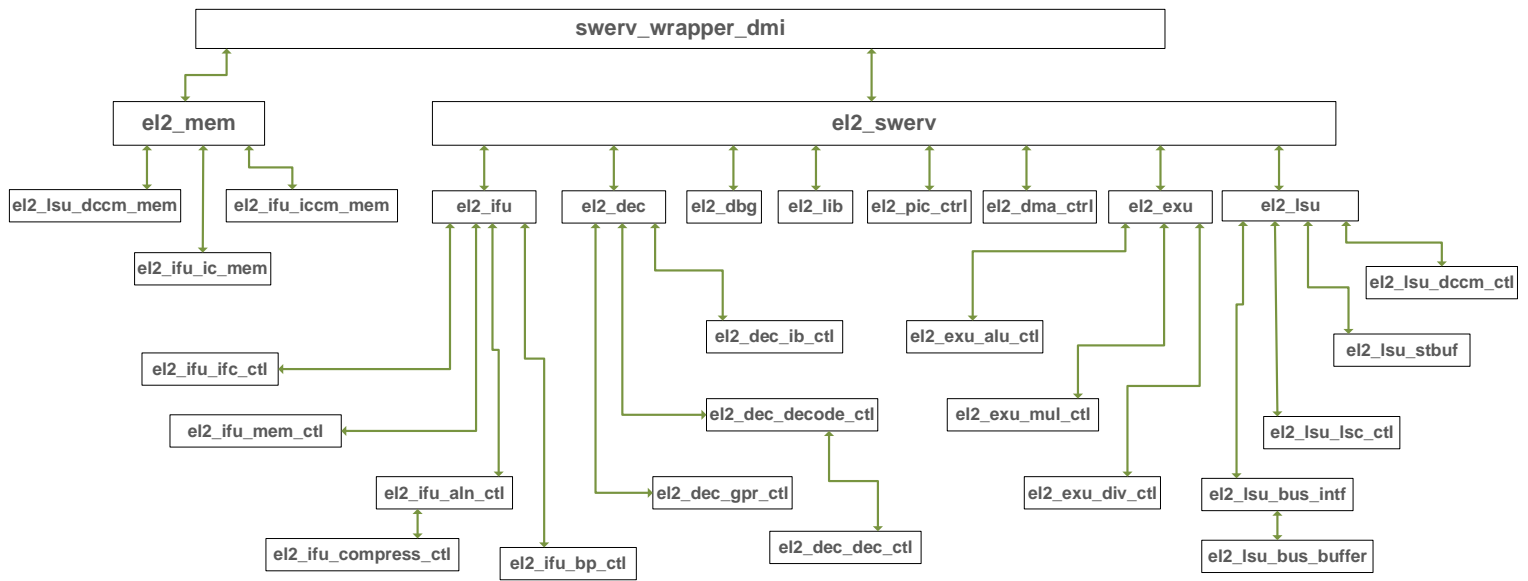 swerv_wrapper_dmi
el2_mem
el2_swerv
el2_lsu_dccm_mem
el2_ifu_iccm_mem
el2_ifu
el2_dec
el2_dbg
el2_lib
el2_pic_ctrl
el2_dma_ctrl
el2_exu
el2_lsu
el2_ifu_ic_mem
el2_lsu_dccm_ctl
el2_dec_ib_ctl
el2_exu_alu_ctl
el2_lsu_stbuf
el2_ifu_ifc_ctl
el2_dec_decode_ctl
el2_exu_mul_ctl
el2_ifu_mem_ctl
el2_lsu_lsc_ctl
el2_ifu_aln_ctl
el2_dec_gpr_ctl
el2_exu_div_ctl
el2_lsu_bus_intf
el2_ifu_compress_ctl
el2_ifu_bp_ctl
el2_dec_dec_ctl
el2_lsu_bus_buffer